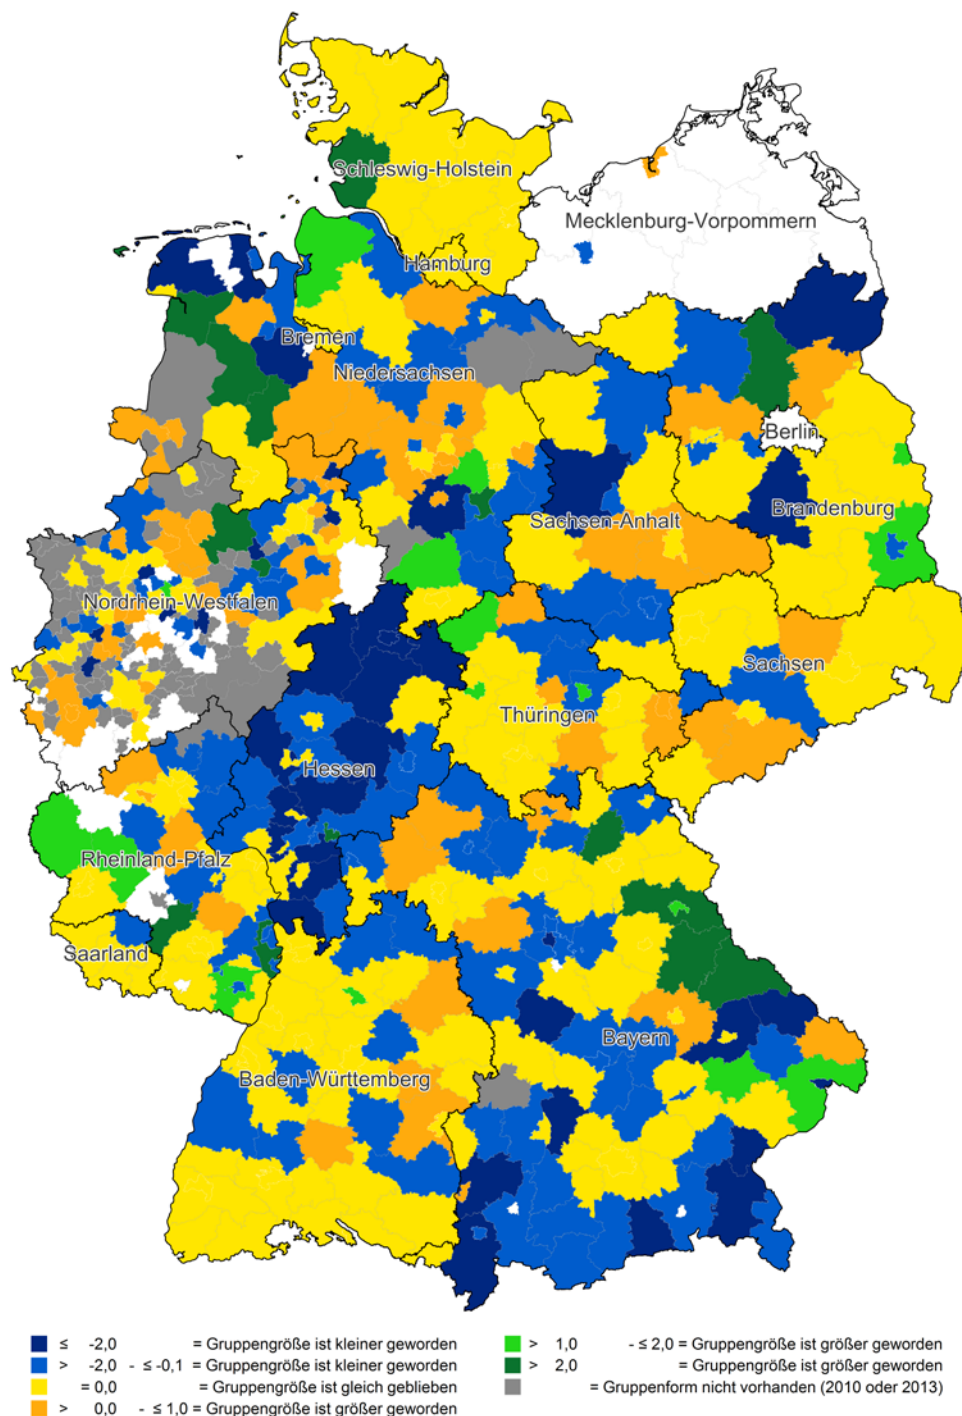 Schleswig-Holstein
Mecklenburg-Vorpommern
Hamburg
Bremen
Niedersachsen
Berlin
Brandenburg
Sachsen-Anhalt
Nordrhein-Westfalen
Sachsen
Thüringen
Hessen
Rheinland-Pfalz
Saarland
Bayern
Baden-Württemberg
≤ -2,0 = Gruppengröße ist kleiner geworden
> -2,0 - ≤ -0,1 = Gruppengröße ist kleiner geworden
= 0,0 = Gruppengröße ist gleich geblieben
> 0,0 - ≤ 1,0 = Gruppengröße ist größer geworden
> 1,0 - ≤ 2,0 = Gruppengröße ist größer geworden
> 2,0 = Gruppengröße ist größer geworden
= Gruppenform nicht vorhanden (2010 oder 2013)